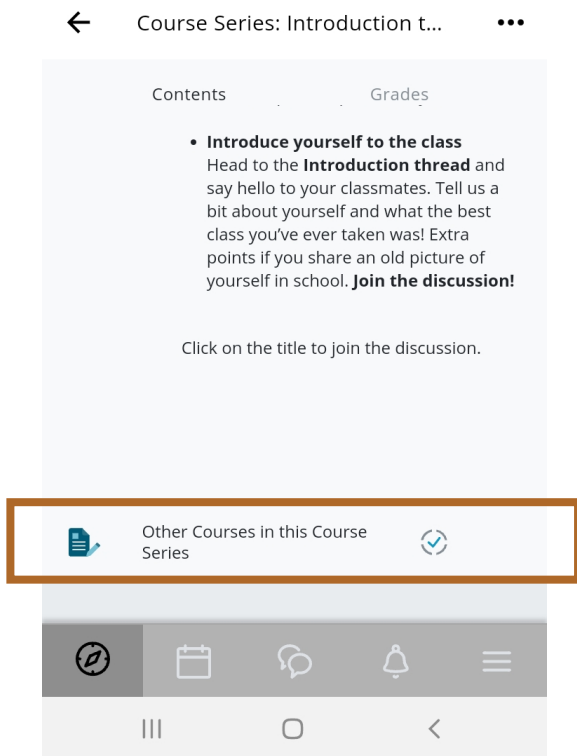 Course Series: Introduction t...
Contents Grades
• Introduce yourself to the class
Head to the Introduction thread and
say hello to your classmates. Tell us a
bit about yourself and what the best
class you’ve ever taken was! Extra
points if you share an old picture of
yourself in school. Join the discussion!
Click on the title to join the discussion.
Other Courses in this Course
Series